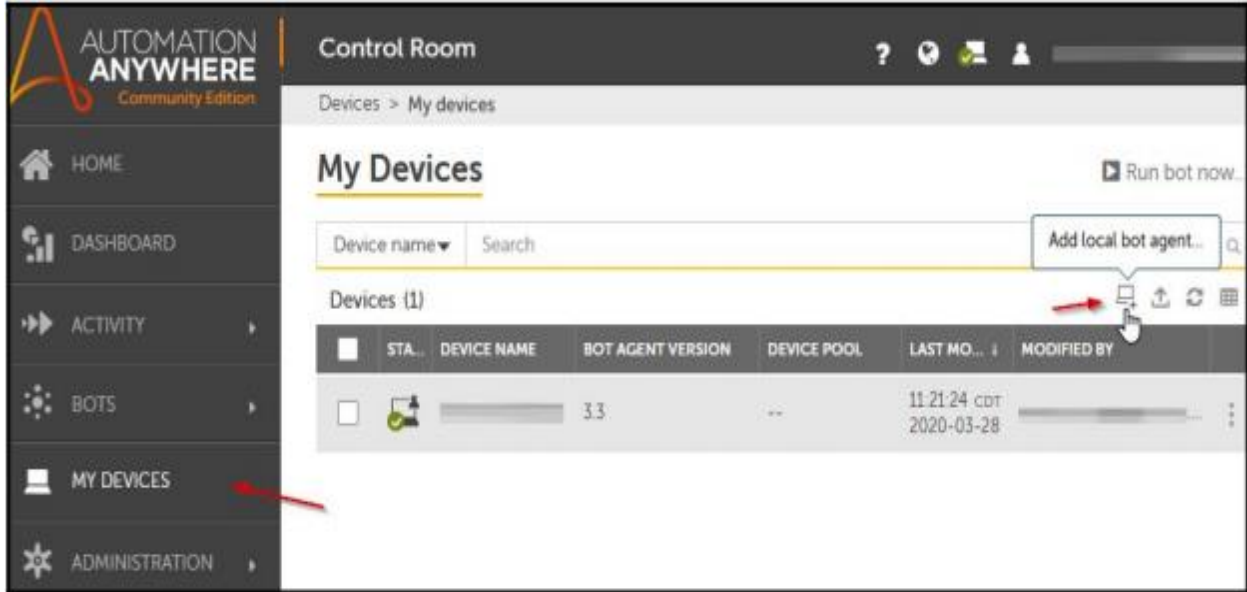 AUTOMATION
ANYWHERE
Community Edition
Control Room
?
Devices > My devices
HOME
My Devices
Run bot now...
DASHBOARD
Device name
Search
Add local bot agent...
Devices (1)
ACTIVITY
STA... DEVICE NAME BOT AGENT VERSION DEVICE POOL LAST MO... ↓ MODIFIED BY
BOTS
3.3 -- 11:21:24 CDT
2020-03-28
...
MY DEVICES
ADMINISTRATION